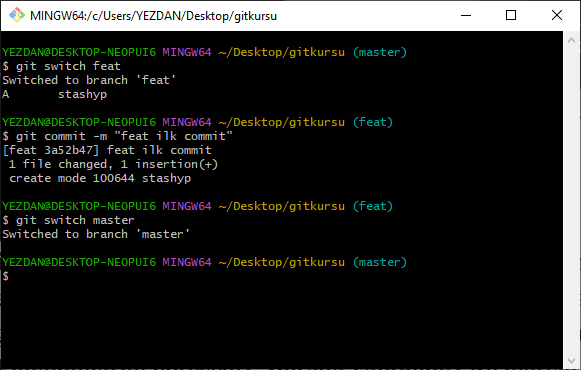 MINGW64:/c/Users/YEZDAN/Desktop/gitkursu
YEZDAN@DESKTOP-NEOPUI6 MINGW64 ~/Desktop/gitkursu (master)
$ git switch feat
Switched to branch 'feat'
A       stashyp
YEZDAN@DESKTOP-NEOPUI6 MINGW64 ~/Desktop/gitkursu (feat)
$ git commit -m "feat ilk commit"
[feat 3a52b47] feat ilk commit
 1 file changed, 1 insertion(+)
 create mode 100644 stashyp
YEZDAN@DESKTOP-NEOPUI6 MINGW64 ~/Desktop/gitkursu (feat)
$ git switch master
Switched to branch 'master'
YEZDAN@DESKTOP-NEOPUI6 MINGW64 ~/Desktop/gitkursu (master)
$